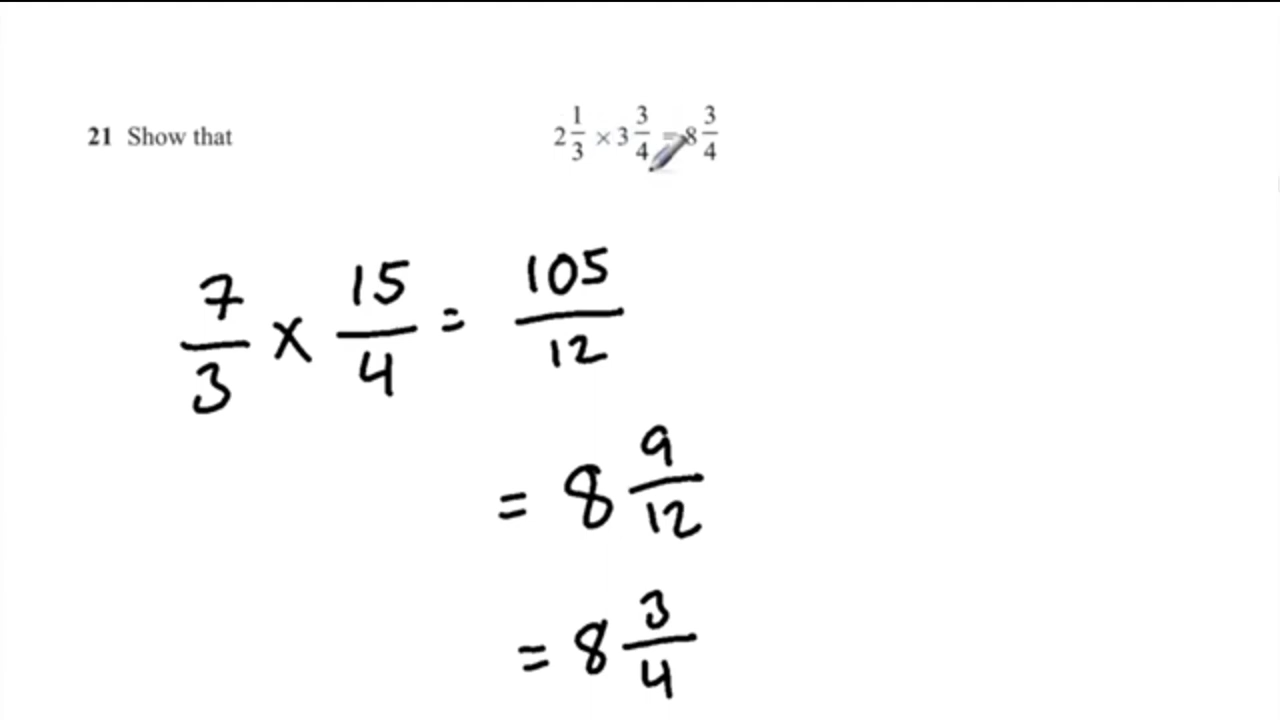 21 Show that 2 1/3 × 3 3/4 = 8 3/4
7/3 × 15/4 = 105/12
= 8 9/12
= 8 3/4